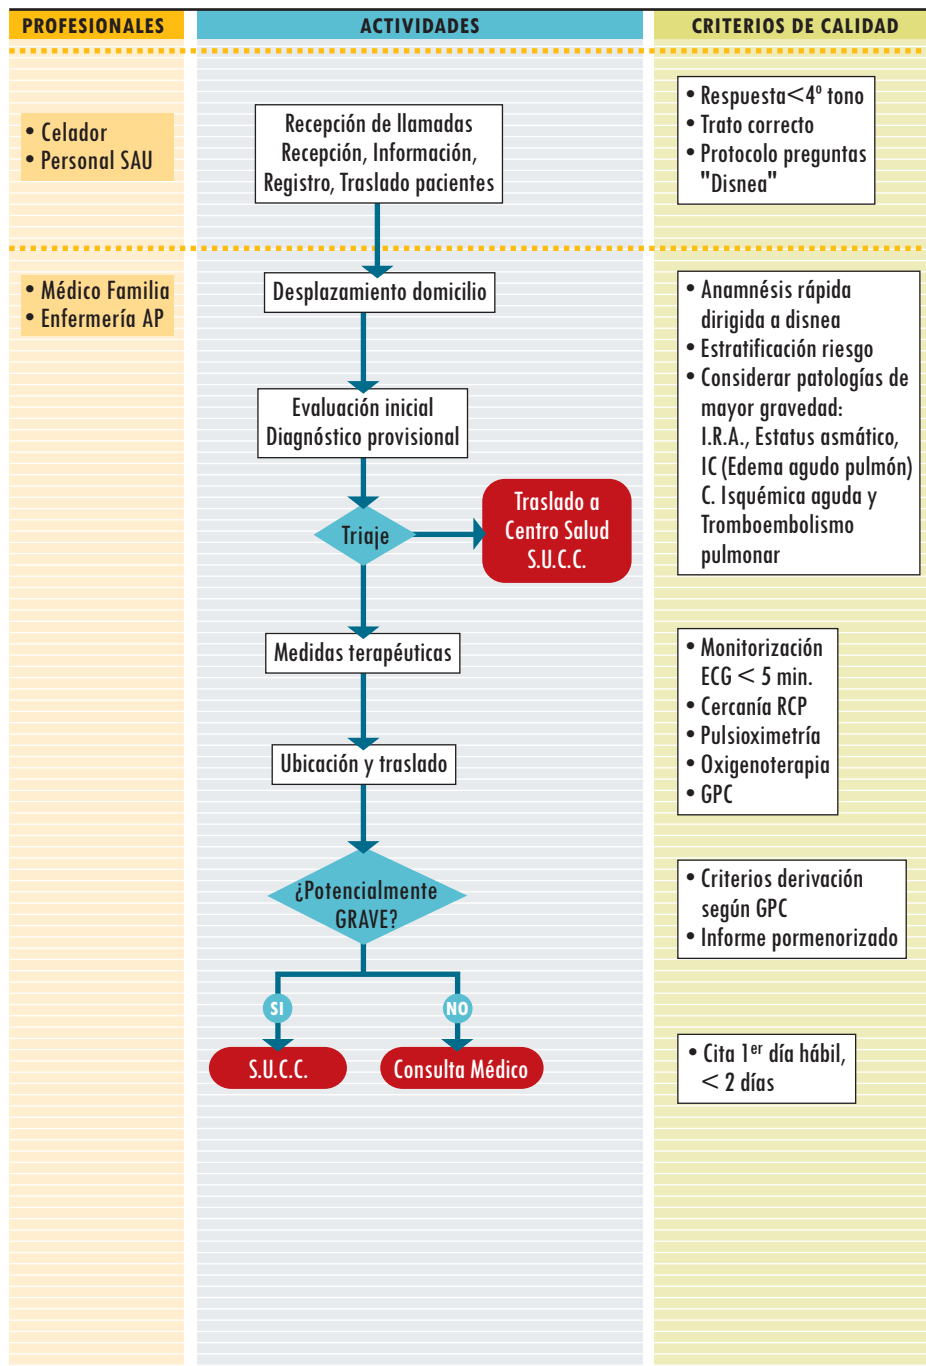 PROFESIONALES
ACTIVIDADES
CRITERIOS DE CALIDAD
• Celador
• Personal SAU
Recepción de llamadas
Recepción, Información,
Registro, Traslado pacientes
• Respuesta<4º tono
• Trato correcto
• Protocolo preguntas
"Disnea"
• Médico Familia
• Enfermería AP
Desplazamiento domicilio
Evaluación inicial
Diagnóstico provisional
Triaje
Traslado a
Centro Salud
S.U.C.C.
• Anamnésis rápida
dirigida a disnea
• Estratificación riesgo
• Considerar patologías de
mayor gravedad:
I.R.A., Estatus asmático,
IC (Edema agudo pulmón)
C. Isquémica aguda y
Tromboembolismo
pulmonar
Medidas terapéuticas
Ubicación y traslado
• Monitorización
ECG < 5 min.
• Cercanía RCP
• Pulsioximetría
• Oxigenoterapia
• GPC
¿Potencialmente
GRAVE?
• Criterios derivación
según GPC
• Informe pormenorizado
SI
NO
S.U.C.C.
Consulta Médico
• Cita 1er día hábil,
< 2 días